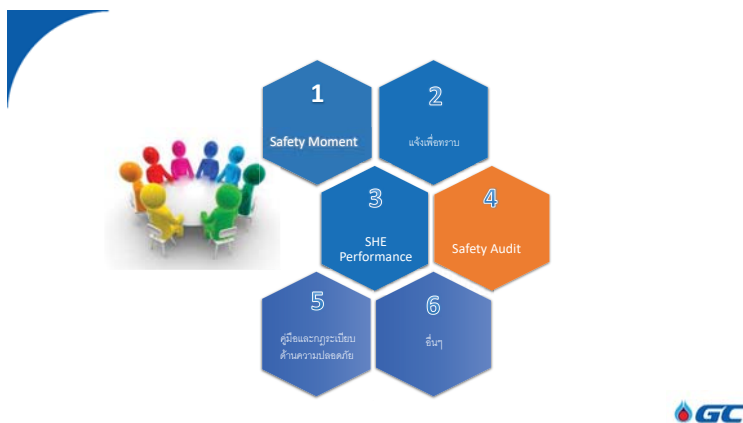 1
Safety Moment
2
แจ้งเพื่อทราบ
3
SHE
Performance
4
Safety Audit
5
คู่มือและกฎระเบียบ
ด้านความปลอดภัย
6
อื่นๆ
GC